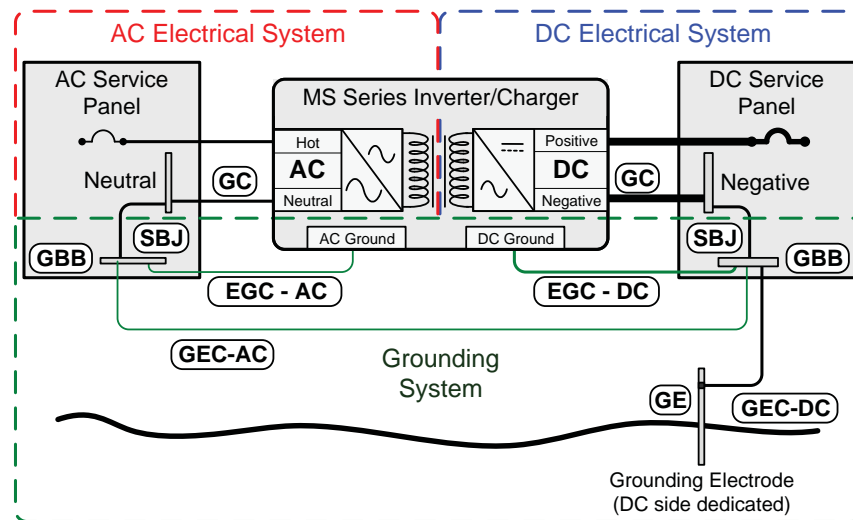 AC Electrical System
DC Electrical System
AC Service
Panel
MS Series Inverter/Charger
DC Service
Panel
Hot
AC
Neutral
Positive
DC
Negative
Neutral
GC
GC
Negative
SBJ
GBB
AC Ground
DC Ground
SBJ
GBB
EGC - AC
EGC - DC
GEC-AC
Grounding
System
GE
GEC-DC
Grounding Electrode
(DC side dedicated)